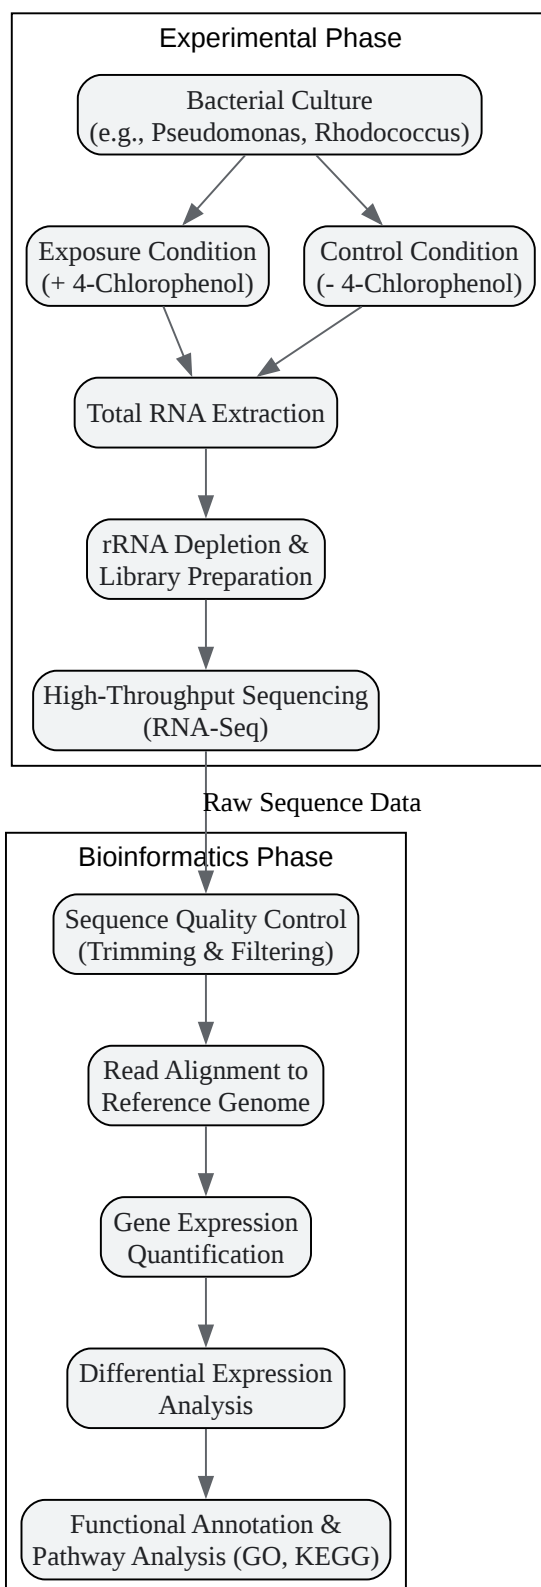 Experimental Phase
Bacterial Culture
(e.g., Pseudomonas, Rhodococcus)
Exposure Condition
(+ 4-Chlorophenol)
Control Condition
(- 4-Chlorophenol)
Total RNA Extraction
rRNA Depletion &
Library Preparation
High-Throughput Sequencing
(RNA-Seq)
Raw Sequence Data
Bioinformatics Phase
Sequence Quality Control
(Trimming & Filtering)
Read Alignment to
Reference Genome
Gene Expression
Quantification
Differential Expression
Analysis
Functional Annotation &
Pathway Analysis (GO, KEGG)